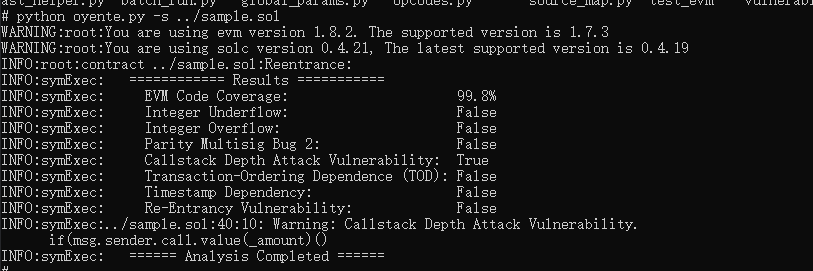 ast_helper.py  batch_run.py  global_params.py  opcodes.py        source_map.py  test_evm     vulnerabl
# python oyente.py -s ../sample.sol
WARNING:root:You are using evm version 1.8.2. The supported version is 1.7.3
WARNING:root:You are using solc version 0.4.21, The latest supported version is 0.4.19
INFO:root:contract ../sample.sol:Reentrance:
INFO:symExec:   ============ Results ===========
INFO:symExec:     EVM Code Coverage:                     99.8%
INFO:symExec:     Integer Underflow:                     False
INFO:symExec:     Integer Overflow:                      False
INFO:symExec:     Parity Multisig Bug 2:                 False
INFO:symExec:     Callstack Depth Attack Vulnerability:  True
INFO:symExec:     Transaction-Ordering Dependence (TOD): False
INFO:symExec:     Timestamp Dependency:                  False
INFO:symExec:     Re-Entrancy Vulnerability:             False
INFO:symExec:../sample.sol:40:10: Warning: Callstack Depth Attack Vulnerability.
      if(msg.sender.call.value(_amount)()
INFO:symExec:   ====== Analysis Completed ======
#